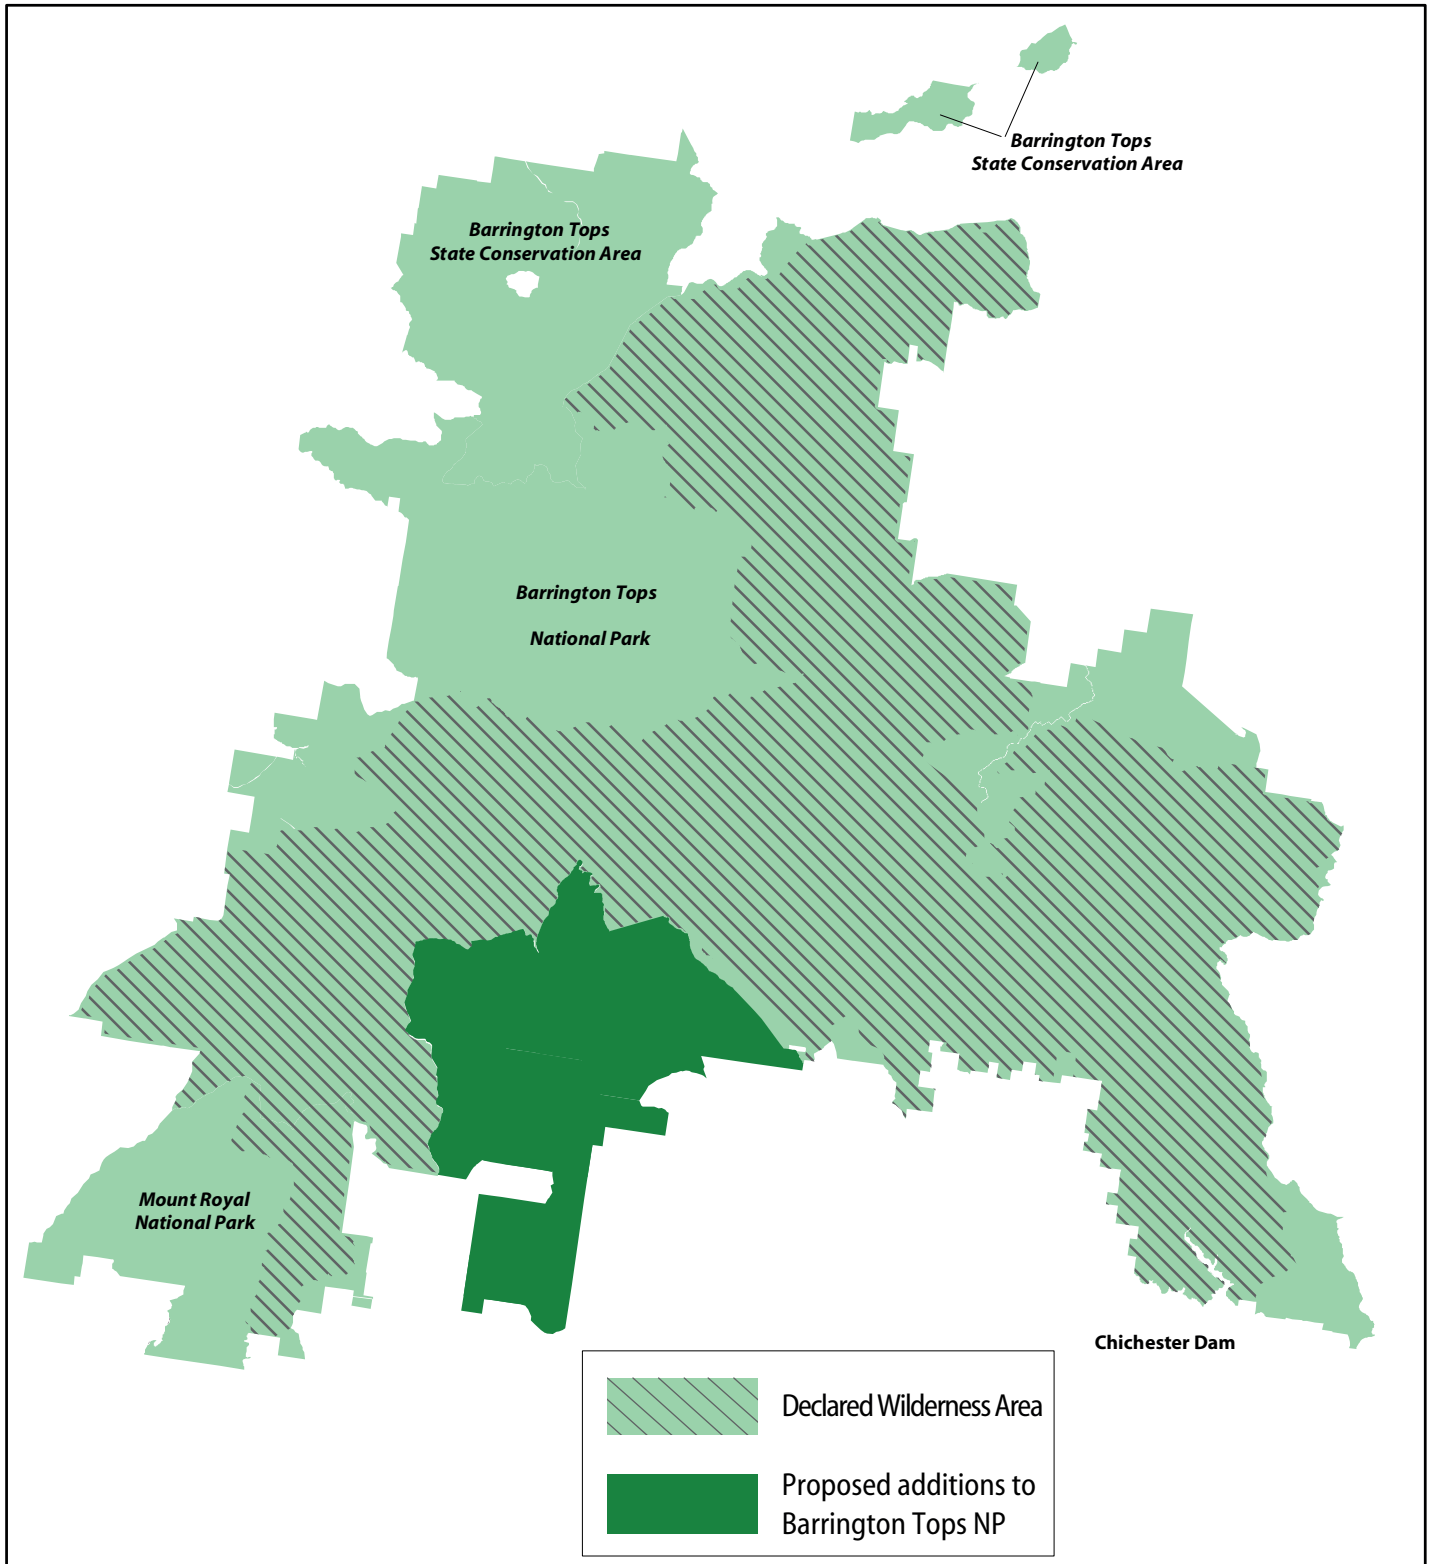 Barrington Tops
State Conservation Area
Barrington Tops
State Conservation Area
Barrington Tops
National Park
Mount Royal
National Park
Chichester Dam
Declared Wilderness Area
Proposed additions to
Barrington Tops NP